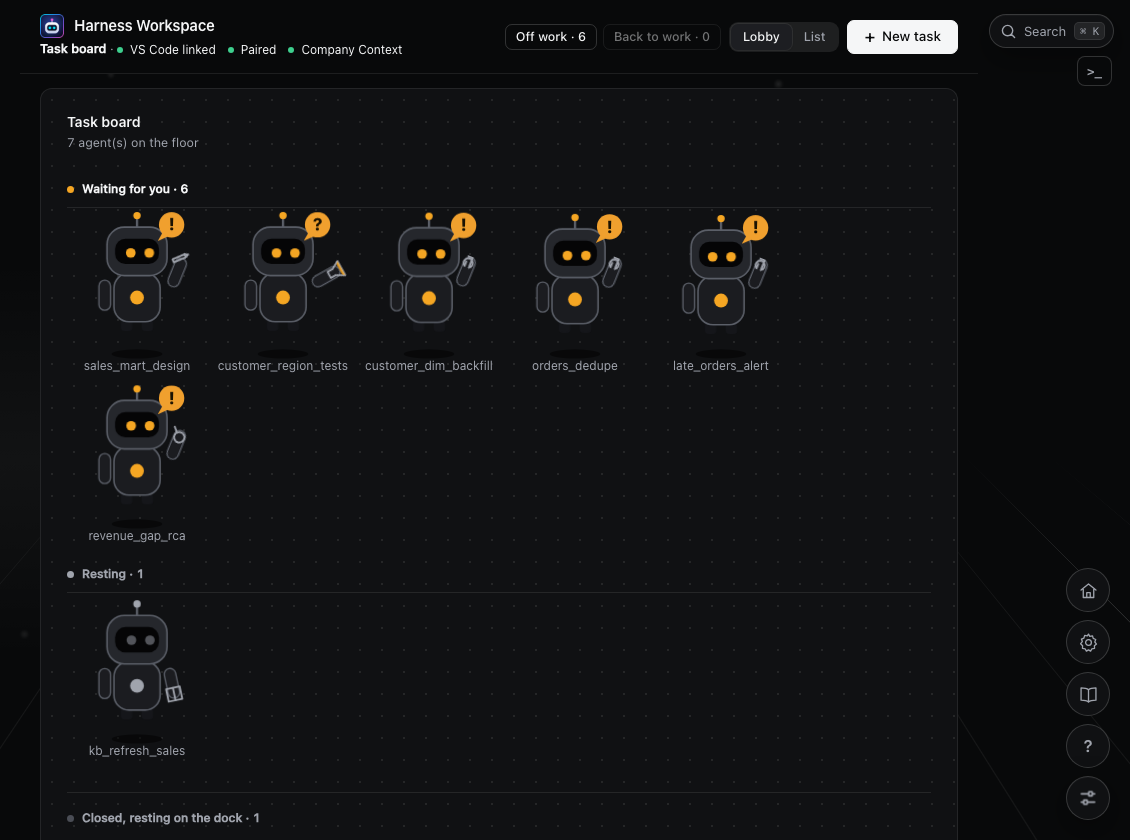 Harness Workspace
Task board · VS Code linked Paired Company Context
Off work · 6
Back to work · 0
Lobby
List
+ New task
Search ⌘ K
>_
Task board
7 agent(s) on the floor
Waiting for you · 6
! ? ! ! !
sales_mart_design customer_region_tests customer_dim_backfill orders_dedupe late_orders_alert
!
revenue_gap_rca
Resting · 1
kb_refresh_sales
?
Closed, resting on the dock · 1